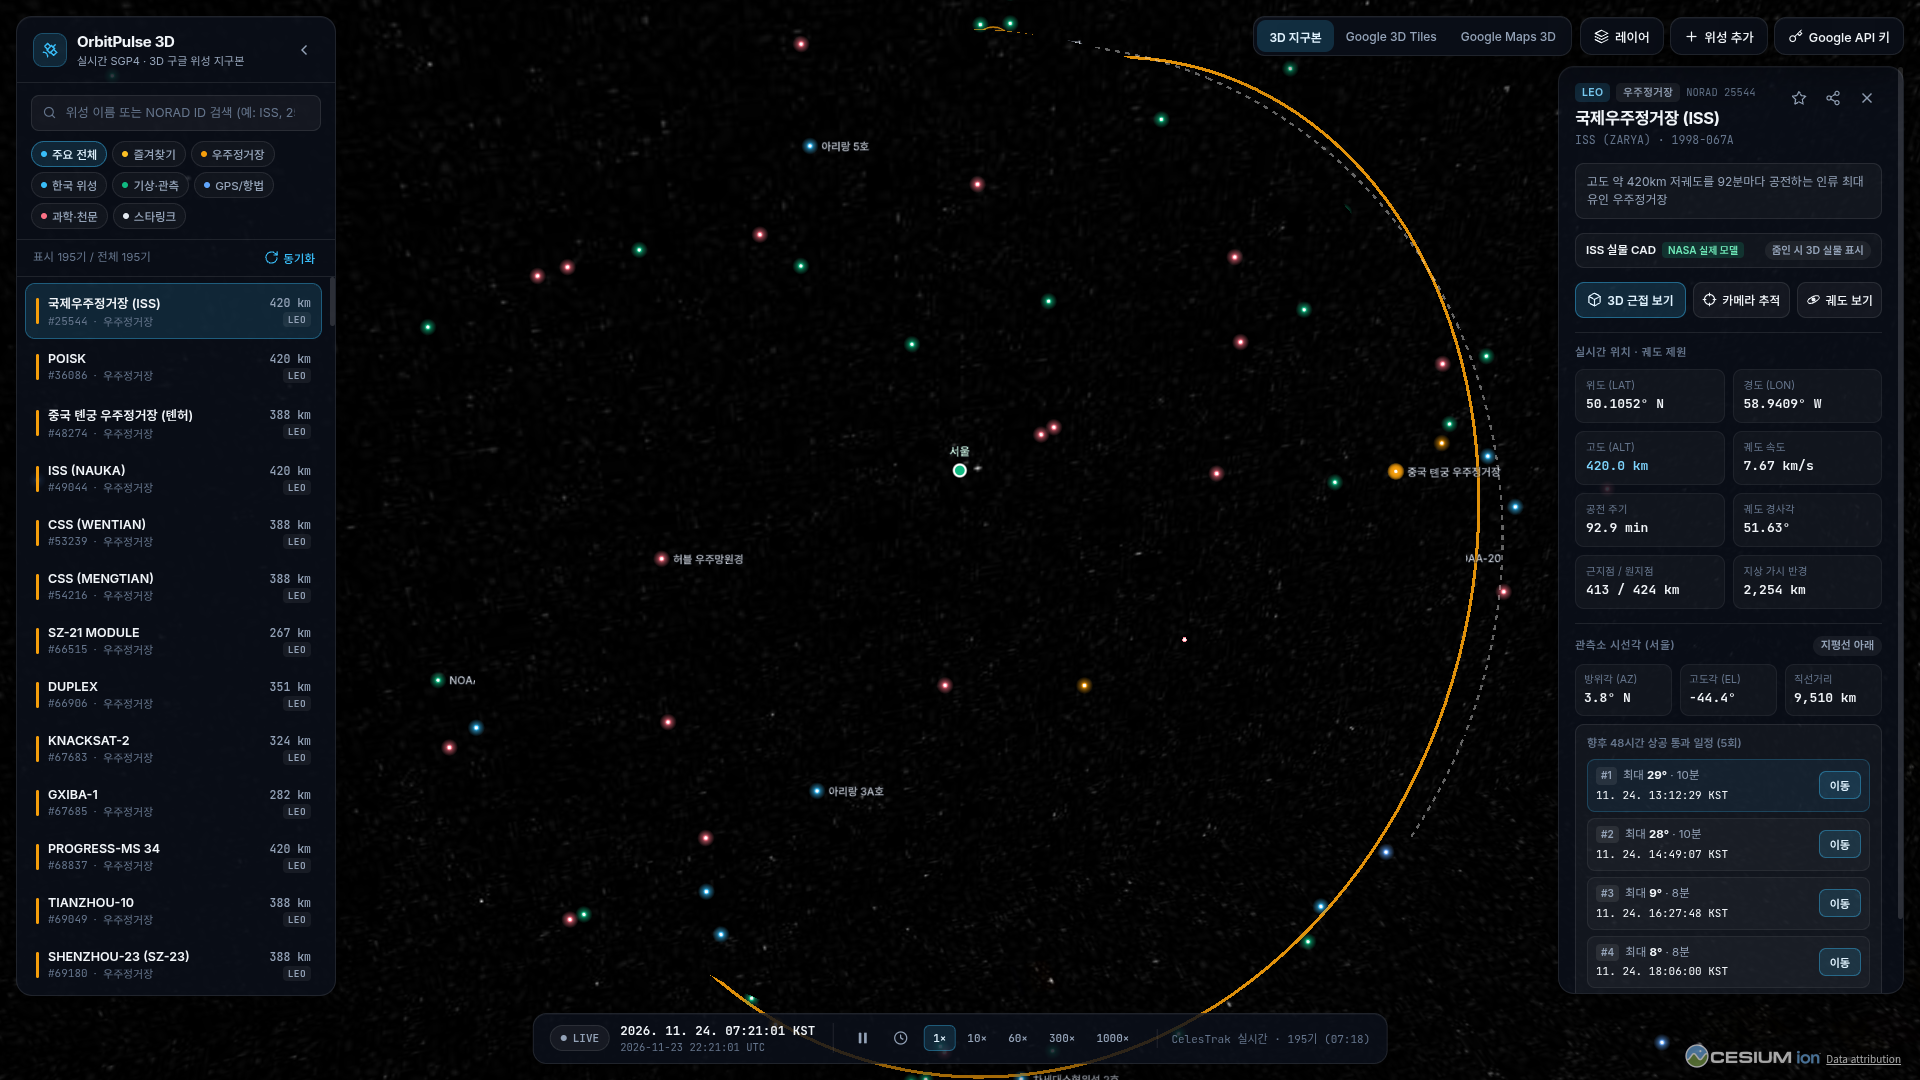 OrbitPulse 3D
실시간 SGP4 · 3D 구글 위성 지구본
위성 이름 또는 NORAD ID 검색 (예: ISS, 2
주요 전체
즐겨찾기
우주정거장
한국 위성
기상·관측
GPS/항법
과학·천문
스타링크
표시 195기 / 전체 195기
동기화
국제우주정거장 (ISS)
420 km
#25544 · 우주정거장
LEO
POISK
420 km
#36086 · 우주정거장
LEO
중국 톈궁 우주정거장 (톈허)
388 km
#48274 · 우주정거장
LEO
ISS (NAUKA)
420 km
#49044 · 우주정거장
LEO
CSS (WENTIAN)
388 km
#53239 · 우주정거장
LEO
CSS (MENGTIAN)
388 km
#54216 · 우주정거장
LEO
SZ-21 MODULE
267 km
#66515 · 우주정거장
LEO
DUPLEX
351 km
#66906 · 우주정거장
LEO
KNACKSAT-2
324 km
#67683 · 우주정거장
LEO
GXIBA-1
282 km
#67685 · 우주정거장
LEO
PROGRESS-MS 34
420 km
#68837 · 우주정거장
LEO
TIANZHOU-10
388 km
#69049 · 우주정거장
LEO
SHENZHOU-23 (SZ-23)
388 km
#69180 · 우주정거장
LEO
3D 지구본
Google 3D Tiles
Google Maps 3D
레이어
위성 추가
Google API 키
아리랑 5호
서울
중국 톈궁 우주정거장
허블 우주망원경
AA-20
NOA
아리랑 3A호
LEO
우주정거장
NORAD 25544
국제우주정거장 (ISS)
ISS (ZARYA) · 1998-067A
고도 약 420km 저궤도를 92분마다 공전하는 인류 최대
유인 우주정거장
ISS 실물 CAD
NASA 실제 모델
줌인 시 3D 실물 표시
3D 근접 보기
카메라 추적
궤도 보기
실시간 위치 · 궤도 제원
위도 (LAT)
50.1052° N
경도 (LON)
58.9409° W
고도 (ALT)
420.0 km
궤도 속도
7.67 km/s
공전 주기
92.9 min
궤도 경사각
51.63°
근지점 / 원지점
413 / 424 km
지상 가시 반경
2,254 km
관측소 시선각 (서울)
지평선 아래
방위각 (AZ)
3.8° N
고도각 (EL)
-44.4°
직선거리
9,510 km
향후 48시간 상공 통과 일정 (5회)
#1 최대 29° · 10분
11. 24. 13:12:29 KST
이동
#2 최대 28° · 10분
11. 24. 14:49:07 KST
이동
#3 최대 9° · 8분
11. 24. 16:27:48 KST
이동
#4 최대 8° · 8분
11. 24. 18:06:00 KST
이동
LIVE
2026. 11. 24. 07:21:01 KST
2026-11-23 22:21:01 UTC
1×
10×
60×
300×
1000×
CelesTrak 실시간 · 195기 (07:18)
CESIUM ion
Data attribution